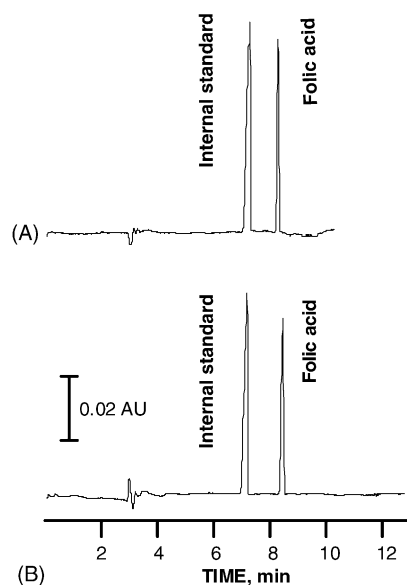 Internal standard
Folic acid
(A)
Internal standard
Folic acid
0.02 AU
2 4 6 8 10 12
(B)
TIME, min